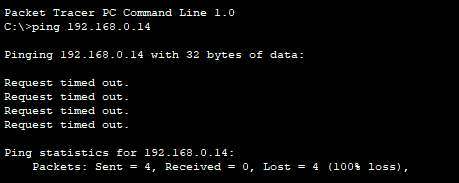 Packet Tracer PC Command Line 1.0
C:\>ping 192.168.0.14
Pinging 192.168.0.14 with 32 bytes of data:
Request timed out.
Request timed out.
Request timed out.
Request timed out.
Ping statistics for 192.168.0.14:
Packets: Sent = 4, Received = 0, Lost = 4 (100% loss),